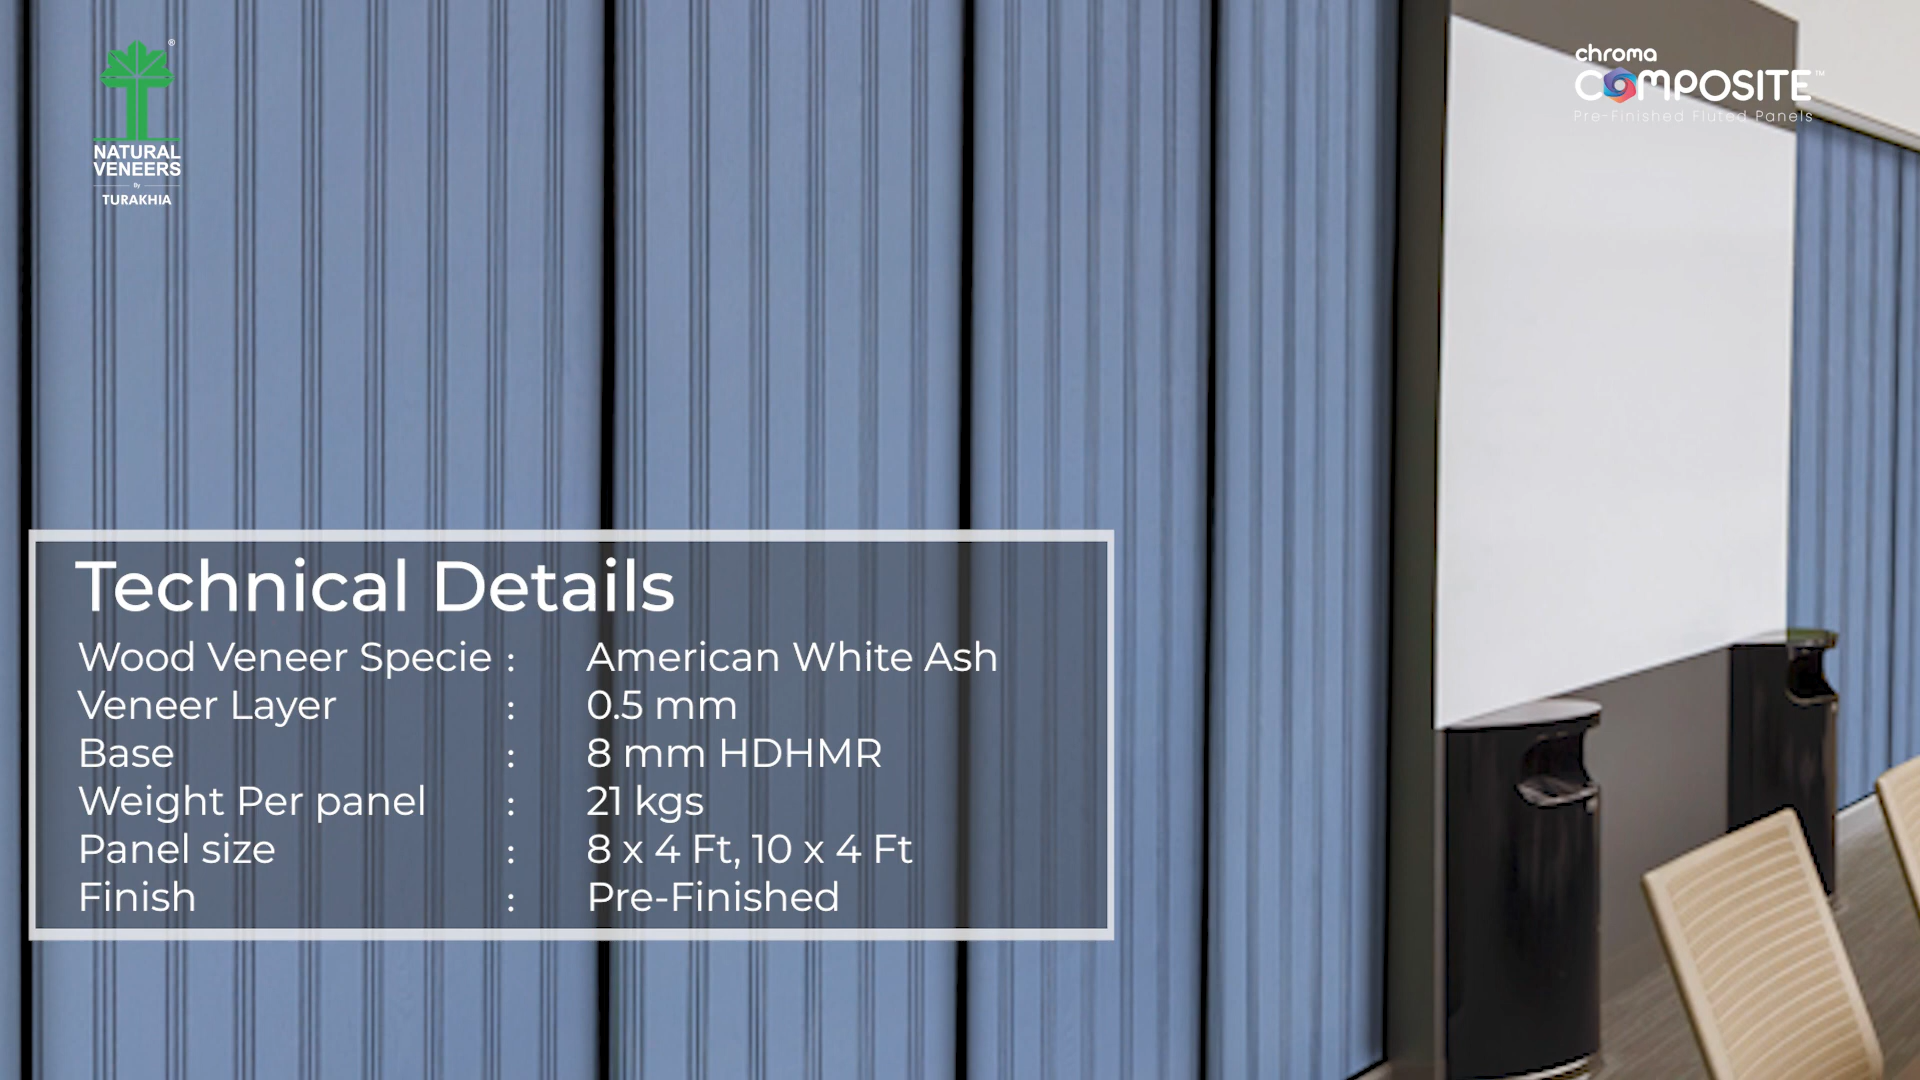 ®
NATURAL
VENEERS
By
TURAKHIA
chroma
COMPOSITE™
Pre-Finished Fluted Panels
Technical Details
Wood Veneer Specie : American White Ash
Veneer Layer : 0.5 mm
Base : 8 mm HDHMR
Weight Per panel : 21 kgs
Panel size : 8 x 4 Ft, 10 x 4 Ft
Finish : Pre-Finished